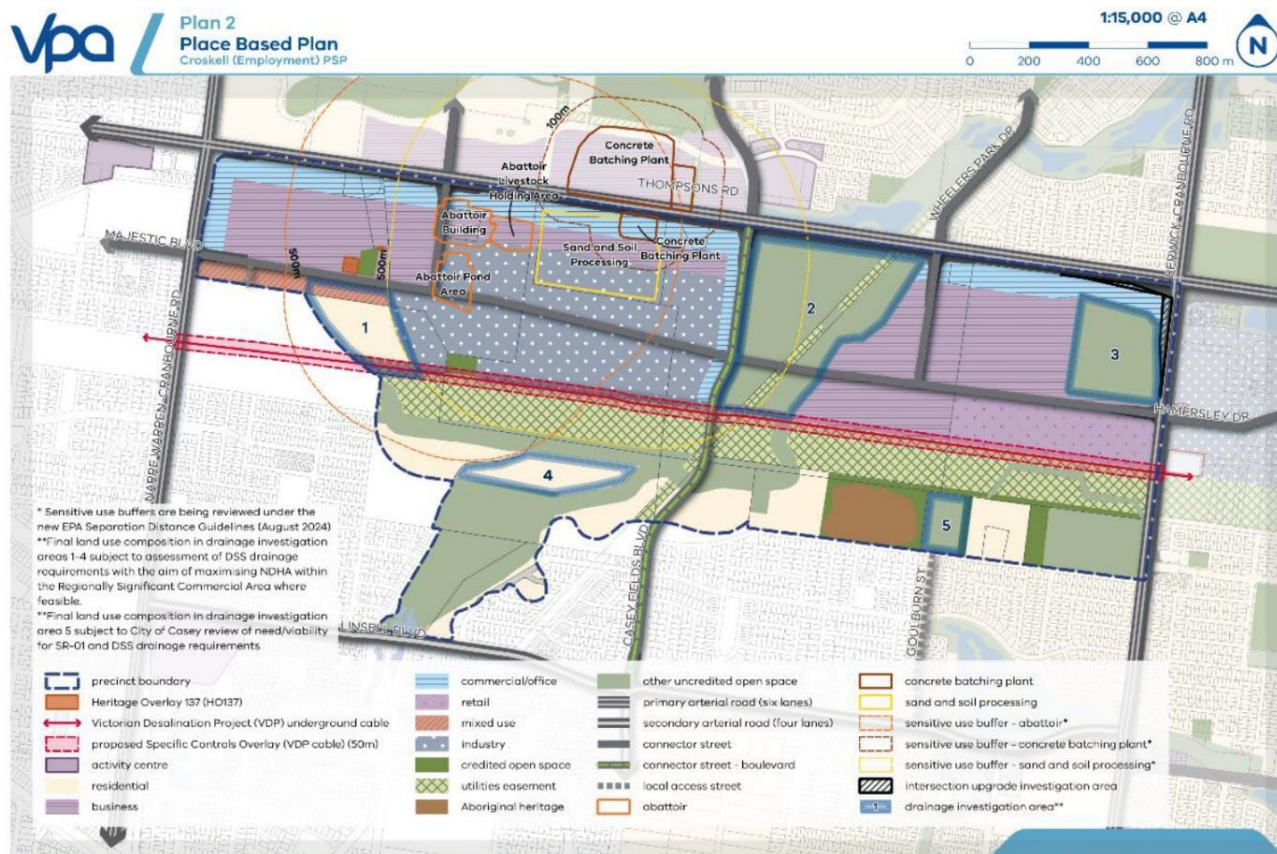 vpa
Plan 2
Place Based Plan
Croskell (Employment) PSP
1:15,000 @ A4
0 200 400 600 800 m
N
100m
Concrete
Batching Plant
Abattoir
Livestock
Holding Area
THOMPSONS RD
WHEELERS PARK DR
BERWICK-CRANBOURNE RD
Abattoir
Building
Sand and Soil
Processing
Concrete
Batching Plant
MAJESTIC BLVD
500m
500m
Abattoir Pond
Area
1
2
3
HAMERSLEY DR
NARRE WARREN-CRANBOURNE RD
4
5
CASEY FIELDS BLVD
GOULBURN ST
LINSELL BLVD
* Sensitive use buffers are being reviewed under the
new EPA Separation Distance Guidelines (August 2024)
**Final land use composition in drainage investigation
areas 1-4 subject to assessment of DSS drainage
requirements with the aim of maximising NDHA within
the Regionally Significant Commercial Area where
feasible.
**Final land use composition in drainage investigation
area 5 subject to City of Casey review of need/viability
for SR-01 and DSS drainage requirements
precinct boundary
Heritage Overlay 137 (HO137)
Victorian Desalination Project (VDP) underground cable
proposed Specific Controls Overlay (VDP cable) (50m)
activity centre
residential
business
commercial/office
retail
mixed use
industry
credited open space
utilities easement
Aboriginal heritage
other uncredited open space
primary arterial road (six lanes)
secondary arterial road (four lanes)
connector street
connector street - boulevard
local access street
abattoir
concrete batching plant
sand and soil processing
sensitive use buffer - abattoir*
sensitive use buffer - concrete batching plant*
sensitive use buffer - sand and soil processing*
intersection upgrade investigation area
1 drainage investigation area**